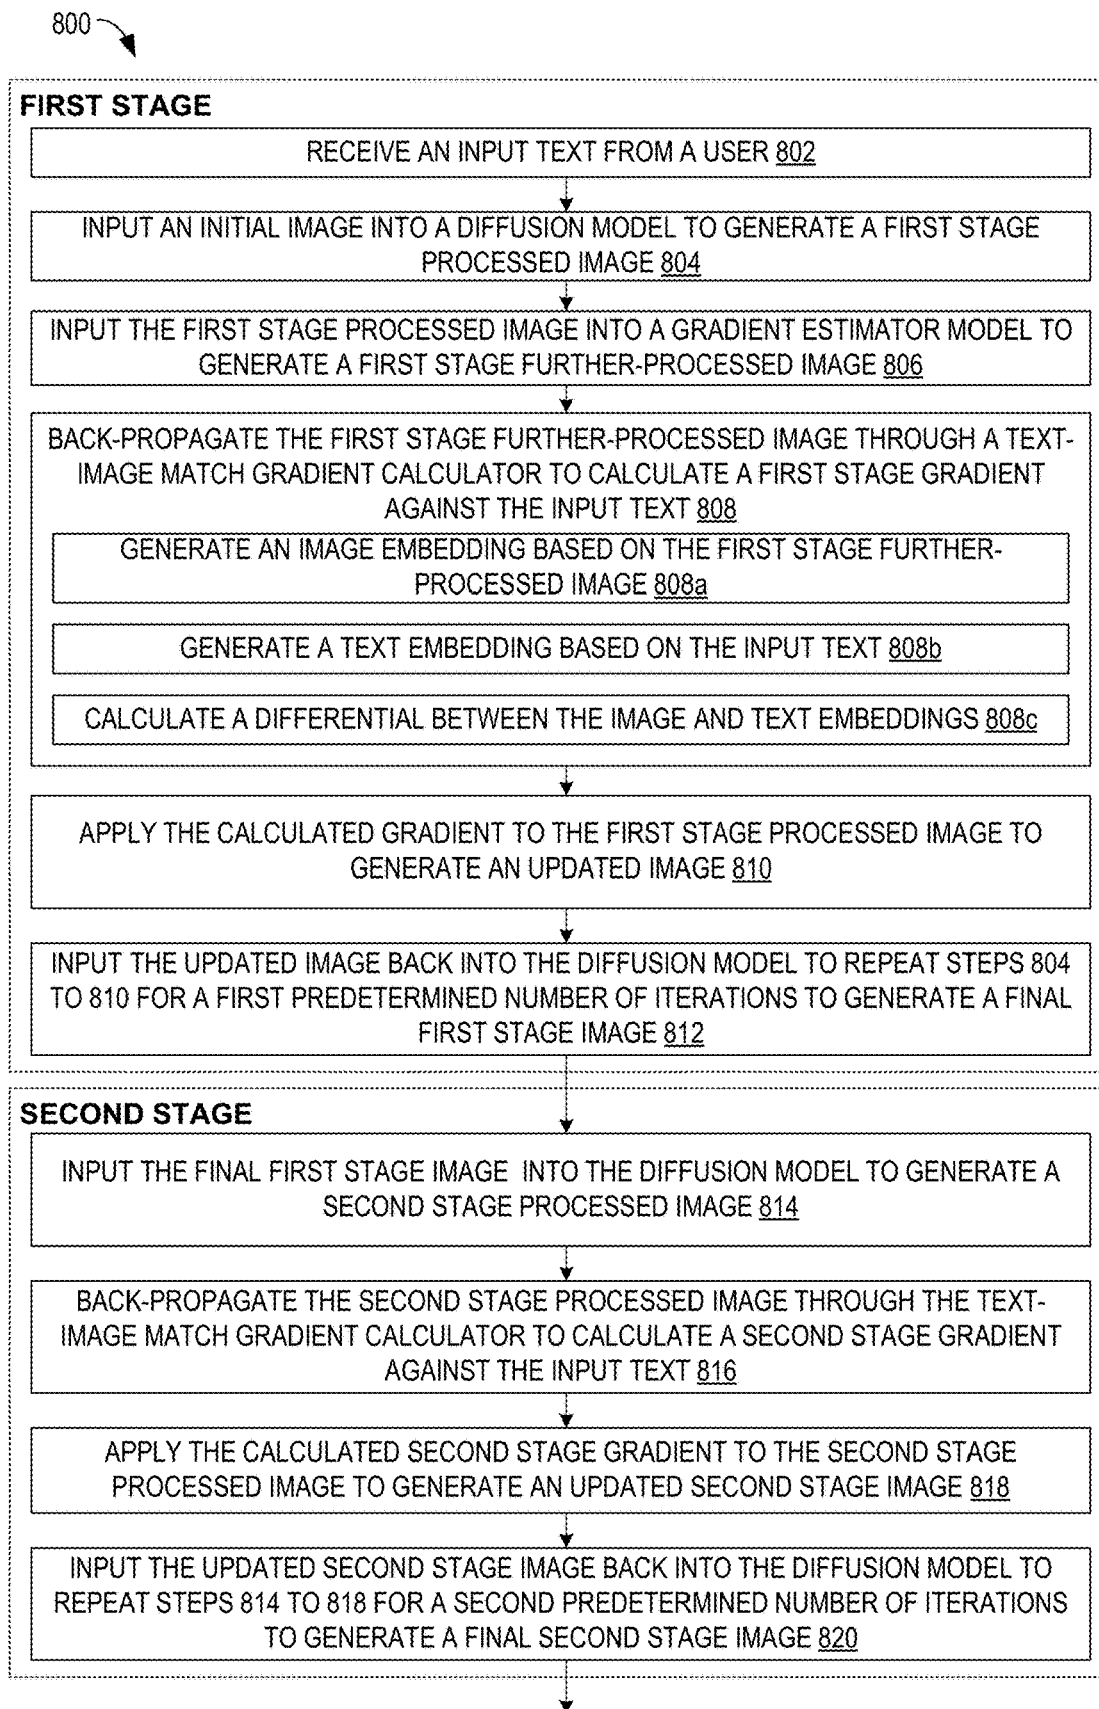 800
FIRST STAGE
RECEIVE AN INPUT TEXT FROM A USER 802
INPUT AN INITIAL IMAGE INTO A DIFFUSION MODEL TO GENERATE A FIRST STAGE
PROCESSED IMAGE 804
INPUT THE FIRST STAGE PROCESSED IMAGE INTO A GRADIENT ESTIMATOR MODEL TO
GENERATE A FIRST STAGE FURTHER-PROCESSED IMAGE 806
BACK-PROPAGATE THE FIRST STAGE FURTHER-PROCESSED IMAGE THROUGH A TEXT-
IMAGE MATCH GRADIENT CALCULATOR TO CALCULATE A FIRST STAGE GRADIENT
AGAINST THE INPUT TEXT 808
GENERATE AN IMAGE EMBEDDING BASED ON THE FIRST STAGE FURTHER-
PROCESSED IMAGE 808a
GENERATE A TEXT EMBEDDING BASED ON THE INPUT TEXT 808b
CALCULATE A DIFFERENTIAL BETWEEN THE IMAGE AND TEXT EMBEDDINGS 808c
APPLY THE CALCULATED GRADIENT TO THE FIRST STAGE PROCESSED IMAGE TO
GENERATE AN UPDATED IMAGE 810
INPUT THE UPDATED IMAGE BACK INTO THE DIFFUSION MODEL TO REPEAT STEPS 804
TO 810 FOR A FIRST PREDETERMINED NUMBER OF ITERATIONS TO GENERATE A FINAL
FIRST STAGE IMAGE 812
SECOND STAGE
INPUT THE FINAL FIRST STAGE IMAGE INTO THE DIFFUSION MODEL TO GENERATE A
SECOND STAGE PROCESSED IMAGE 814
BACK-PROPAGATE THE SECOND STAGE PROCESSED IMAGE THROUGH THE TEXT-
IMAGE MATCH GRADIENT CALCULATOR TO CALCULATE A SECOND STAGE GRADIENT
AGAINST THE INPUT TEXT 816
APPLY THE CALCULATED SECOND STAGE GRADIENT TO THE SECOND STAGE
PROCESSED IMAGE TO GENERATE AN UPDATED SECOND STAGE IMAGE 818
INPUT THE UPDATED SECOND STAGE IMAGE BACK INTO THE DIFFUSION MODEL TO
REPEAT STEPS 814 TO 818 FOR A SECOND PREDETERMINED NUMBER OF ITERATIONS
TO GENERATE A FINAL SECOND STAGE IMAGE 820